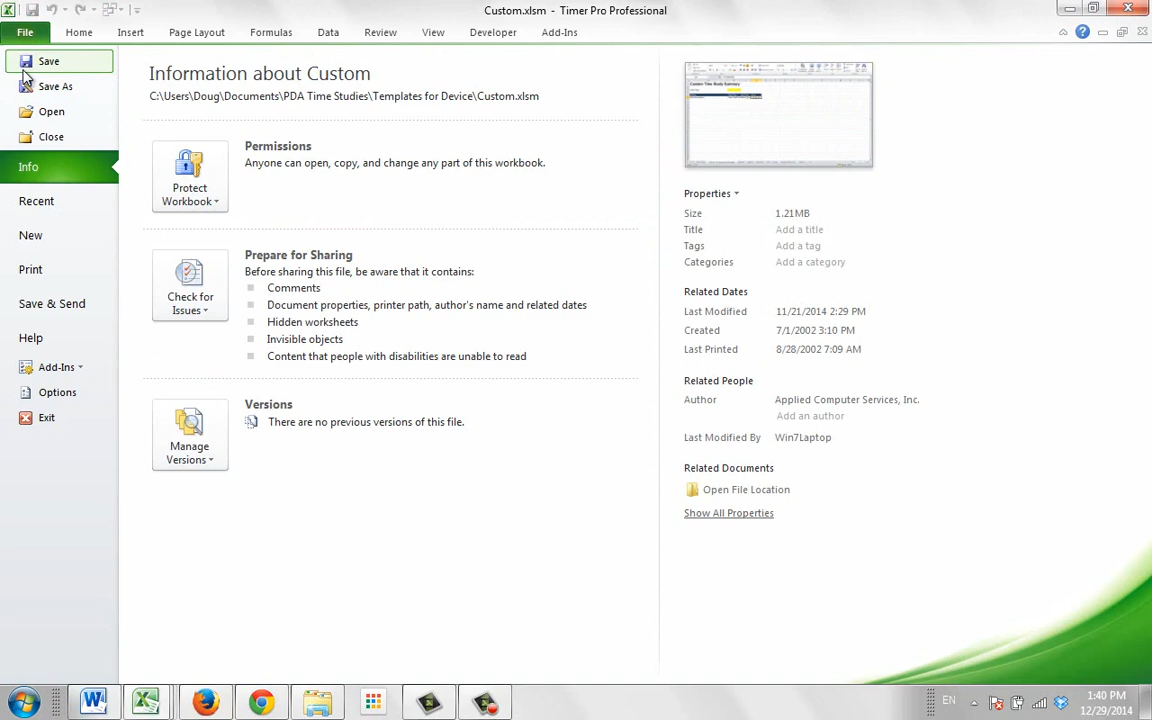 Custom.xlsm - Timer Pro Professional
File Home Insert Page Layout Formulas Data Review View Developer Add-Ins
Save
Save As
Open
Close
Info
Recent
New
Print
Save & Send
Help
Add-Ins
Options
Exit
Information about Custom
C:\Users\Doug\Documents\PDA Time Studies\Templates for Device\Custom.xlsm
Protect
Workbook
Permissions
Anyone can open, copy, and change any part of this workbook.
Check for
Issues
Prepare for Sharing
Before sharing this file, be aware that it contains:
Comments
Document properties, printer path, author's name and related dates
Hidden worksheets
Invisible objects
Content that people with disabilities are unable to read
Manage
Versions
Versions
There are no previous versions of this file.
Properties
Size 1.21MB
Title Add a title
Tags Add a tag
Categories Add a category
Related Dates
Last Modified 11/21/2014 2:29 PM
Created 7/1/2002 3:10 PM
Last Printed 8/28/2002 7:09 AM
Related People
Author Applied Computer Services, Inc.
Add an author
Last Modified By Win7Laptop
Related Documents
Open File Location
Show All Properties
EN
1:40 PM
12/29/2014